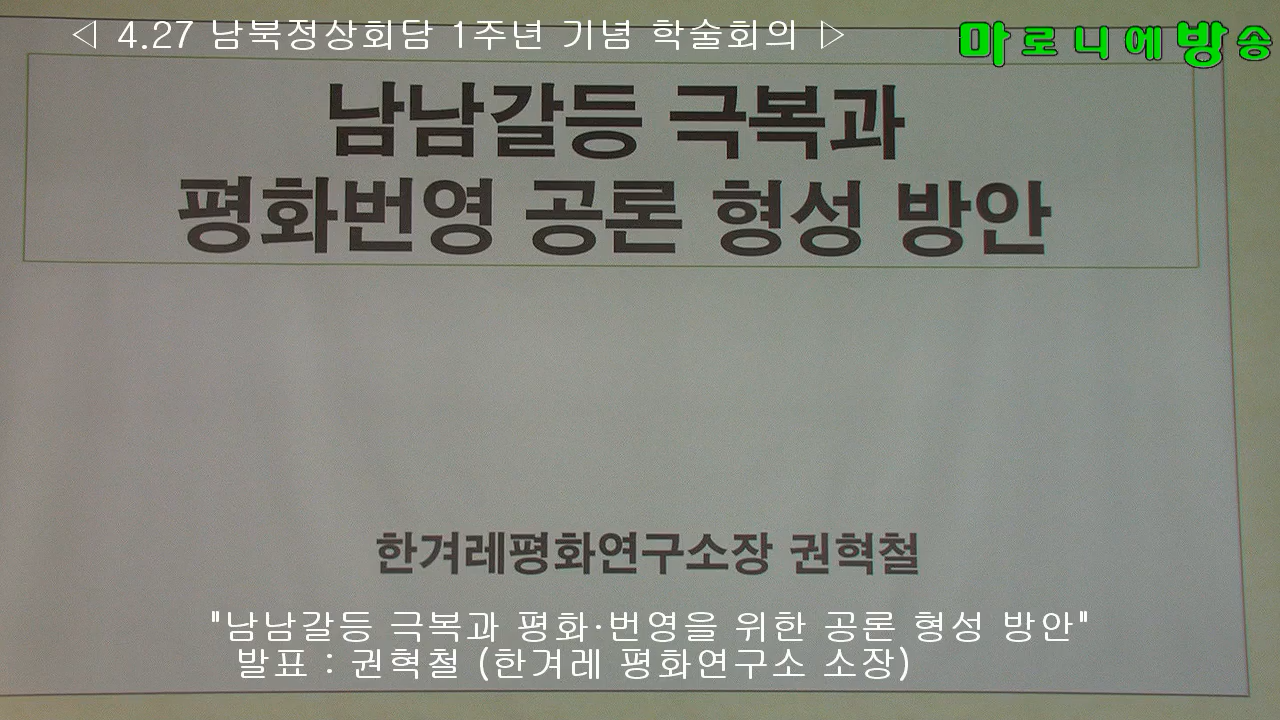 ◁ 4.27 남북정상회담 1주년 기념 학술회의 ▷
마로니에방송
남남갈등 극복과
평화번영 공론 형성 방안
한겨레평화연구소장 권혁철
"남남갈등 극복과 평화·번영을 위한 공론 형성 방안"
발표 : 권혁철 (한겨레 평화연구소 소장)